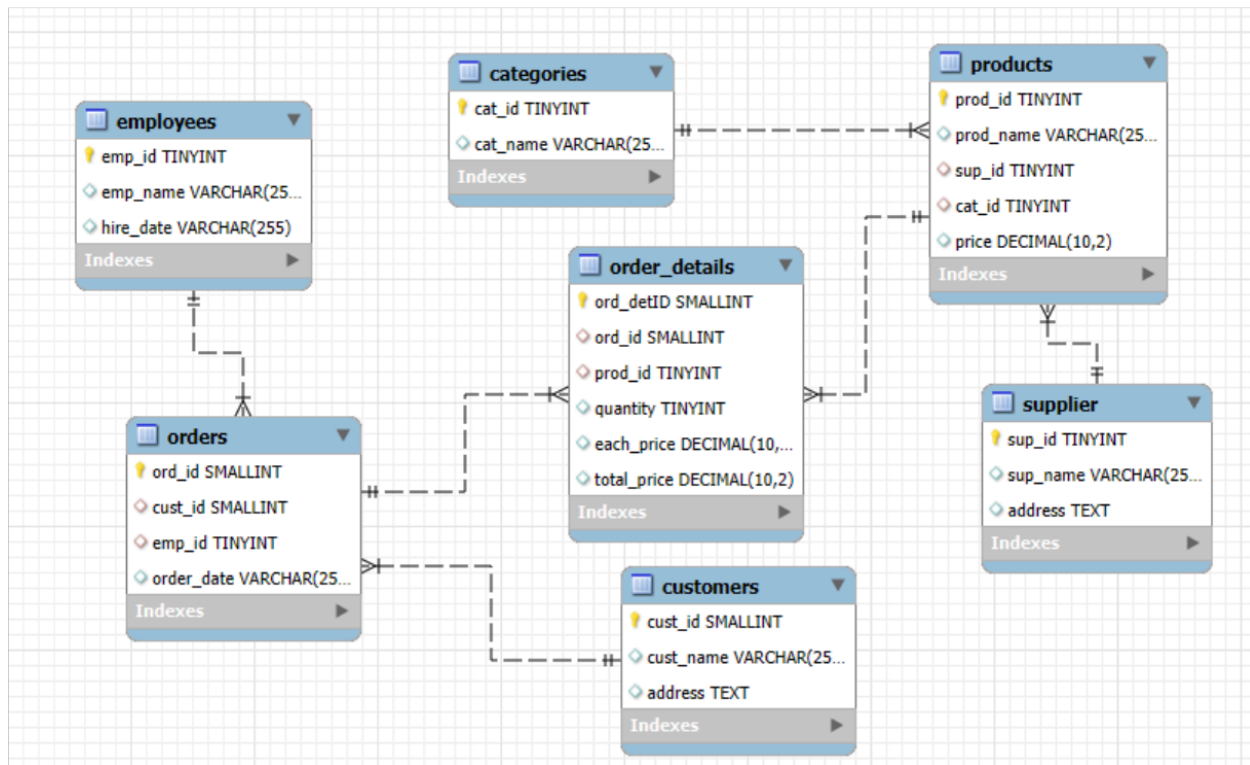 employees
emp_id TINYINT
emp_name VARCHAR(25...
hire_date VARCHAR(255)
Indexes
categories
cat_id TINYINT
cat_name VARCHAR(25...
Indexes
products
prod_id TINYINT
prod_name VARCHAR(25...
sup_id TINYINT
cat_id TINYINT
price DECIMAL(10,2)
Indexes
order_details
ord_detID SMALLINT
ord_id SMALLINT
prod_id TINYINT
quantity TINYINT
each_price DECIMAL(10,...
total_price DECIMAL(10,2)
Indexes
supplier
sup_id TINYINT
sup_name VARCHAR(25...
address TEXT
Indexes
orders
ord_id SMALLINT
cust_id SMALLINT
emp_id TINYINT
order_date VARCHAR(25...
Indexes
customers
cust_id SMALLINT
cust_name VARCHAR(25...
address TEXT
Indexes